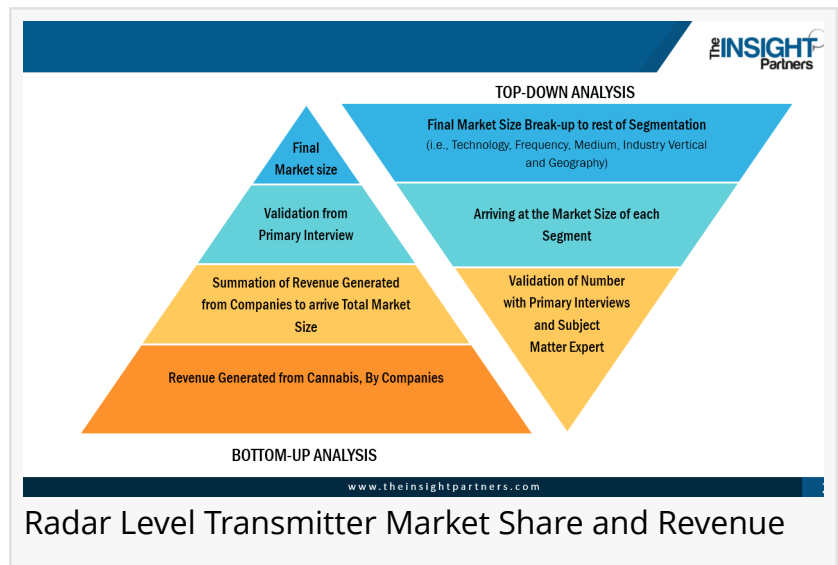 The INSIGHT
Partners
TOP-DOWN ANALYSIS
Final Market Size Break-up to rest of Segmentation
(i.e., Technology, Frequency, Medium, Industry Vertical
and Geography)
Arriving at the Market Size of each
Segment
Validation of Number
with Primary Interviews
and Subject
Matter Expert
Final
Market size
Validation from
Primary Interview
Summation of Revenue Generated
from Companies to arrive Total Market
Size
Revenue Generated from Cannabis, By Companies
BOTTOM-UP ANALYSIS
www.theinsightpartners.com
Radar Level Transmitter Market Share and Revenue